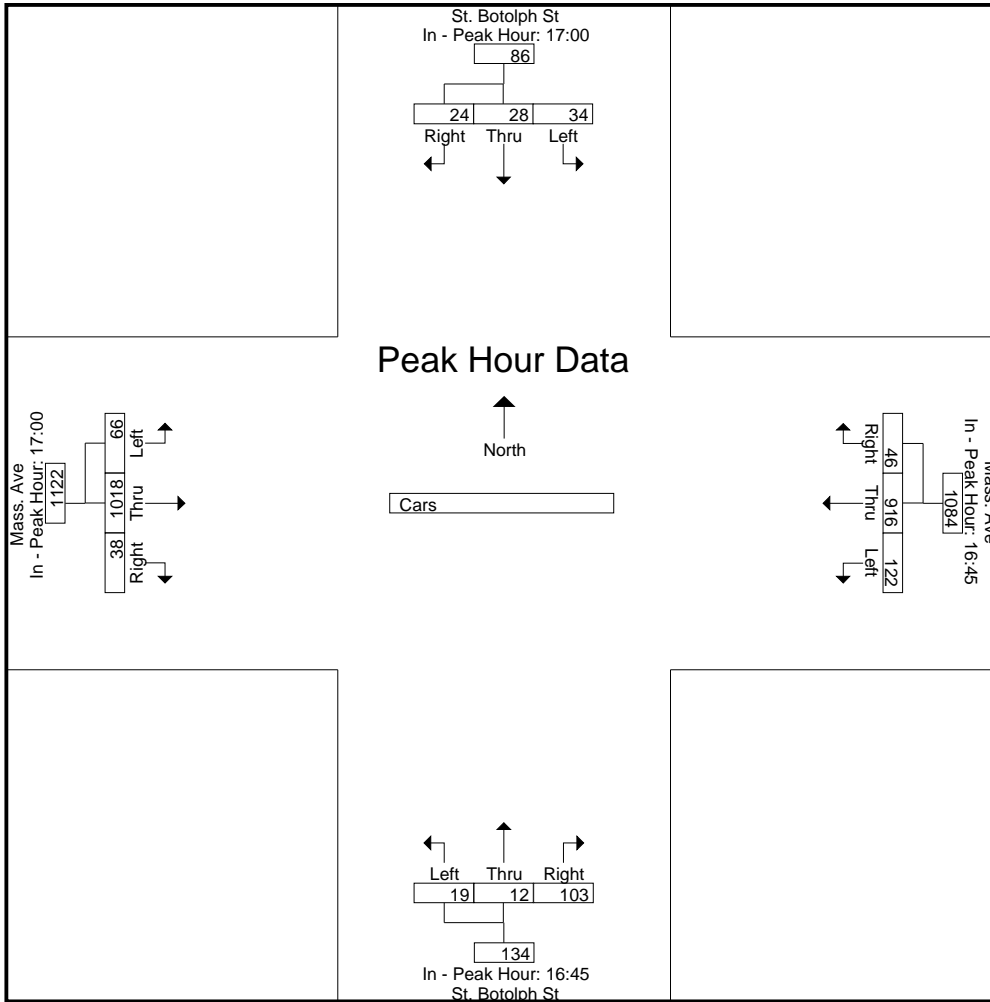 St. Botolph St
In - Peak Hour: 17:00
86
24 28 34
Right Thru Left
Peak Hour Data
North
Cars
Mass. Ave
In - Peak Hour: 17:00
1122
66 1018 38
Left Thru Right
Right Thru Left
46 916 122
1084
In - Peak Hour: 16:45
Mass. Ave
Left Thru Right
19 12 103
134
In - Peak Hour: 16:45
St. Botolph St